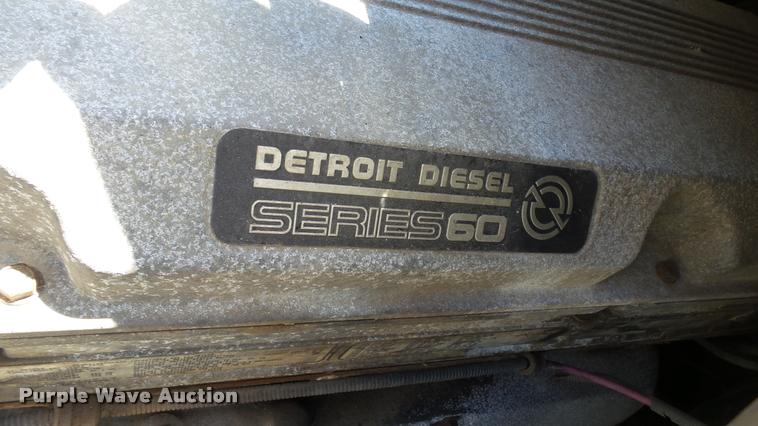 DETROIT DIESEL
SERIES 60
Purple Wave Auction